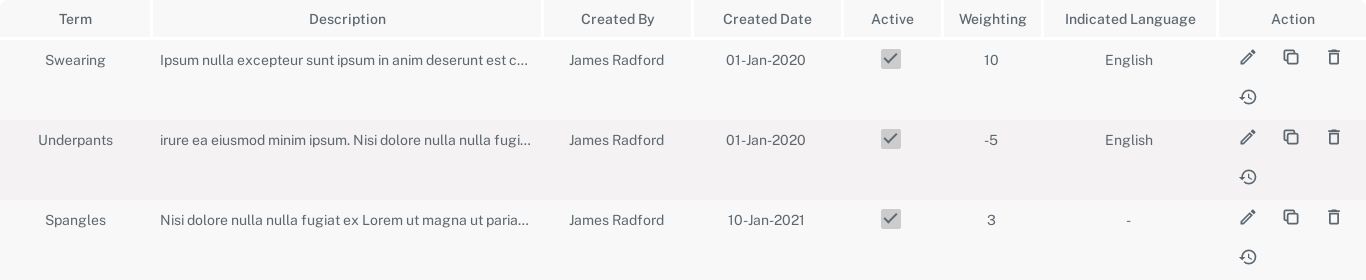 Term Description Created By Created Date Active Weighting Indicated Language Action
Swearing Ipsum nulla excepteur sunt ipsum in anim deserunt est c... James Radford 01-Jan-2020 10 English
Underpants irure ea eiusmod minim ipsum. Nisi dolore nulla nulla fugi... James Radford 01-Jan-2020 -5 English
Spangles Nisi dolore nulla nulla fugiat ex Lorem ut magna ut paria... James Radford 10-Jan-2021 3 -